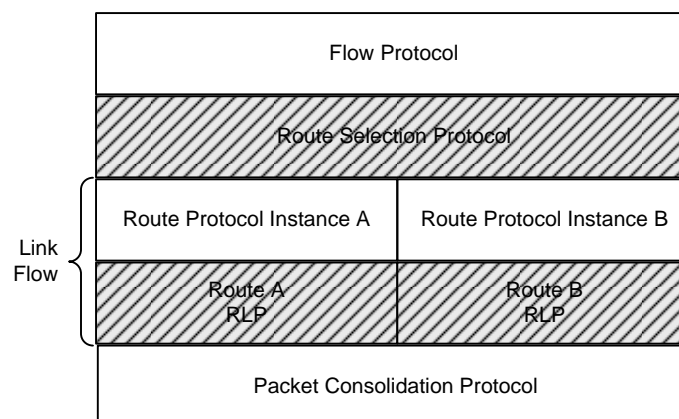 Flow Protocol
Route Selection Protocol
Route Protocol Instance A
Route Protocol Instance B
Link
Flow
Route A
RLP
Route B
RLP
Packet Consolidation Protocol